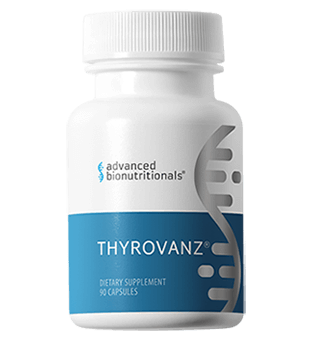 advanced
bionutritionals®
THYROVANZ®
DIETARY SUPPLEMENT
90 CAPSULES